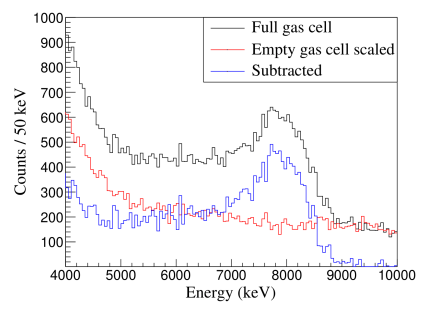 Full gas cell
Empty gas cell scaled
Subtracted
Counts / 50 keV
1000
900
800
700
600
500
400
300
200
100
4000 5000 6000 7000 8000 9000 10000
Energy (keV)